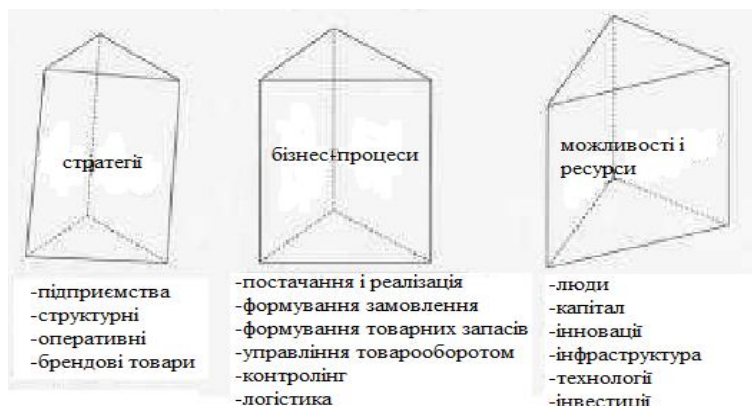 стратегії
бізнес-процеси
можливості і
ресурси
-підприємства
-структурні
-оперативні
-брендові товари
-постачання і реалізація
-формування замовлення
-формування товарних запасів
-управління товарооборотом
-контролінг
-логістика
-люди
-капітал
-інновації
-інфраструктура
-технології
-інвестиції